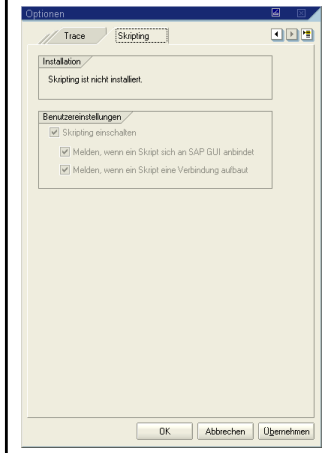 Optionen
Trace
Skripting
Installation
Skripting ist nicht installiert.
Benutzereinstellungen
Skripting einschalten
Melden, wenn ein Skript sich an SAP GUI anbindet
Melden, wenn ein Skript eine Verbindung aufbaut
OK Abbrechen Übernehmen